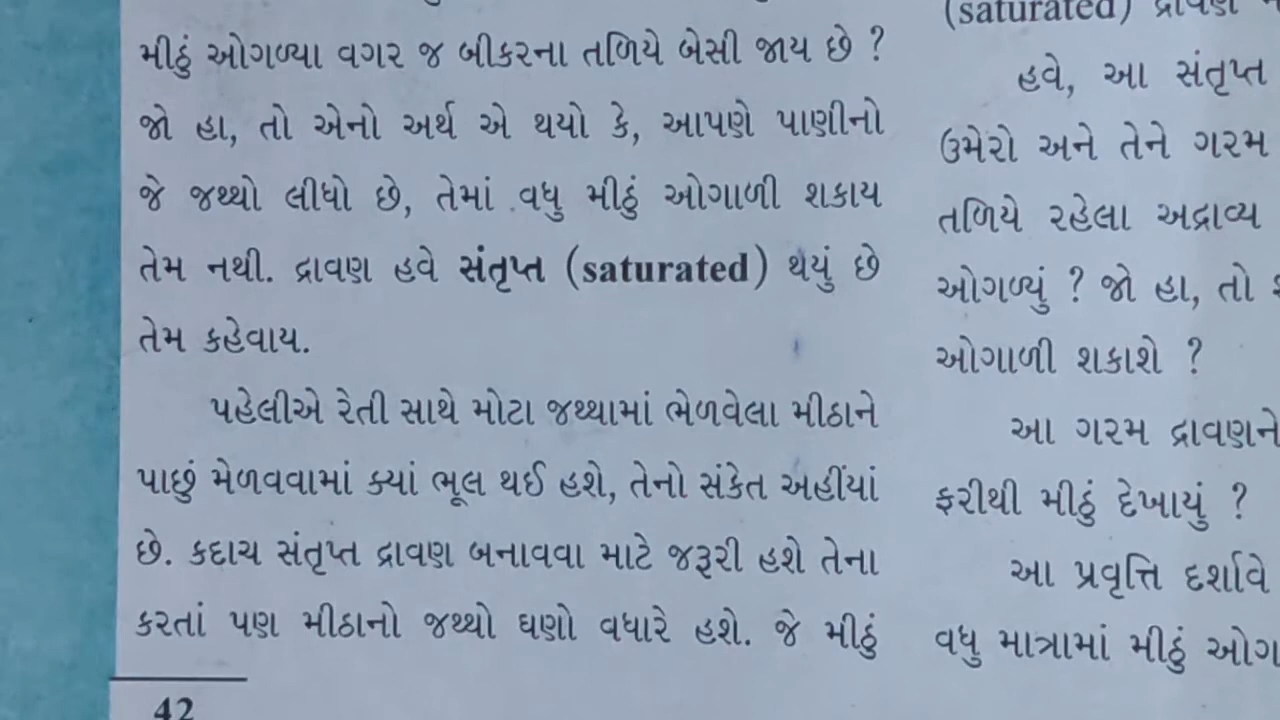 મીઠું ઓગળ્યા વગર જ બીકરના તળિયે બેસી જાય છે ?
જો હા, તો એનો અર્થ એ થયો કે, આપણે પાણીનો
જે જથ્થો લીધો છે, તેમાં વધુ મીઠું ઓગાળી શકાય
તેમ નથી. દ્રાવણ હવે સંતૃપ્ત (saturated) થયું છે
તેમ કહેવાય.
પહેલીએ રેતી સાથે મોટા જથ્થામાં ભેળવેલા મીઠાને
પાછું મેળવવામાં ક્યાં ભૂલ થઈ હશે, તેનો સંકેત અહીંયાં
છે. કદાચ સંતૃપ્ત દ્રાવણ બનાવવા માટે જરૂરી હશે તેના
કરતાં પણ મીઠાનો જથ્થો ઘણો વધારે હશે. જે મીઠું
42
(saturated) દ્રાવણ
હવે, આ સંતૃપ્ત
ઉમેરો અને તેને ગરમ
તળિયે રહેલા અદ્રાવ્ય
ઓગળ્યું ? જો હા, તો
ઓગાળી શકાશે ?
આ ગરમ દ્રાવણને
ફરીથી મીઠું દેખાયું ?
આ પ્રવૃત્તિ દર્શાવે
વધુ માત્રામાં મીઠું ઓગ